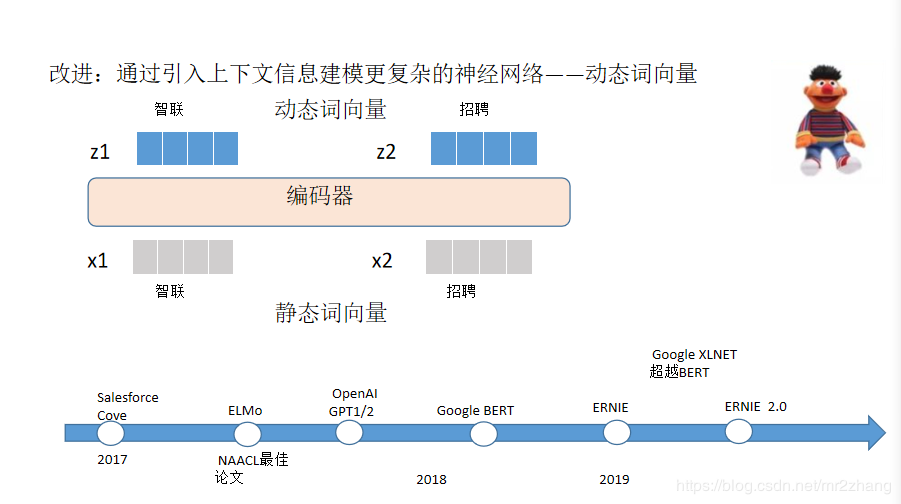 改进：通过引入上下文信息建模更复杂的神经网络——动态词向量
智联
动态词向量
招聘
z1
z2
编码器
x1
x2
智联
招聘
静态词向量
Google XLNET
超越BERT
Salesforce
Cove
ELMo
OpenAI
GPT1/2
Google BERT
ERNIE
ERNIE 2.0
2017
NAACL最佳
论文
2018
2019
https://blog.csdn.net/mr2zhang